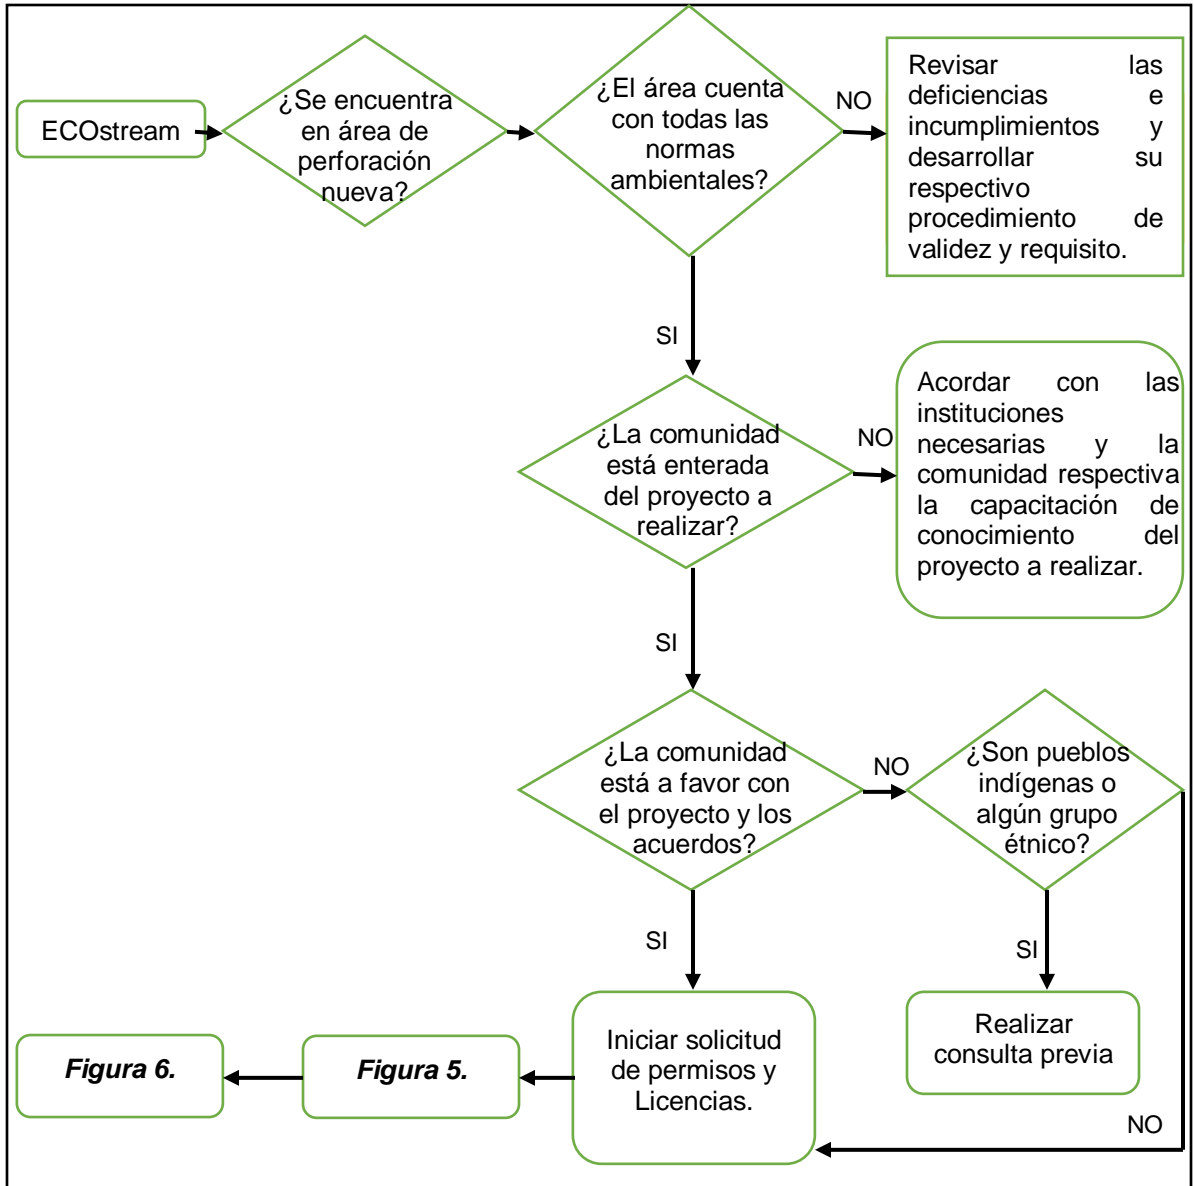 ECOstream
¿Se encuentra
en área de
perforación
nueva?
¿El área cuenta
con todas las
normas
ambientales?
NO
Revisar las
deficiencias e
incumplimientos y
desarrollar su
respectivo
procedimiento de
validez y requisito.
SI
¿La comunidad
está enterada
del proyecto a
realizar?
NO
Acordar con las
instituciones
necesarias y la
comunidad respectiva
la capacitación de
conocimiento del
proyecto a realizar.
SI
¿La comunidad
está a favor con
el proyecto y los
acuerdos?
NO
¿Son pueblos
indígenas o
algún grupo
étnico?
SI
SI
Realizar
consulta previa
Iniciar solicitud
de permisos y
Licencias.
Figura 5.
Figura 6.
NO